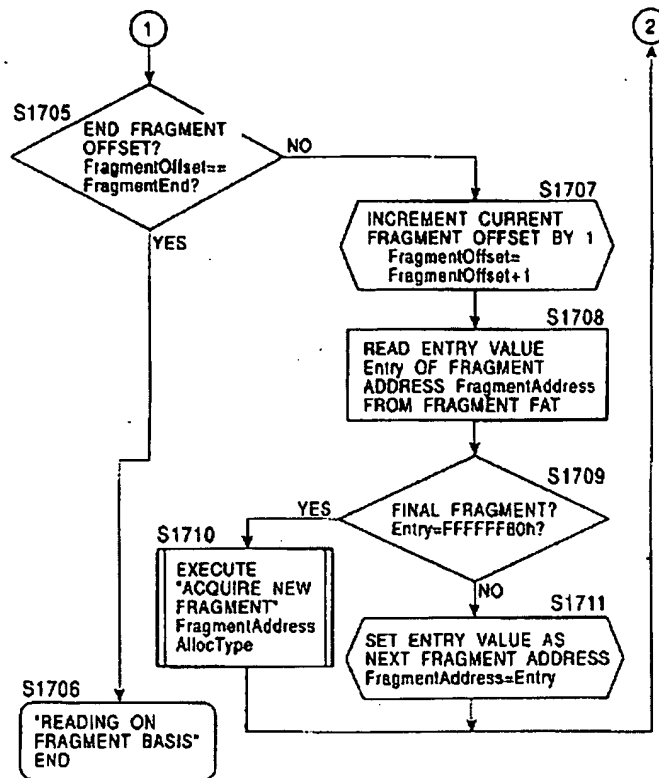 1
2
S1705
END FRAGMENT
OFFSET?
FragmentOffset==
FragmentEnd?
NO
YES
S1707
INCREMENT CURRENT
FRAGMENT OFFSET BY 1
FragmentOffset=
FragmentOffset+1
S1708
READ ENTRY VALUE
Entry OF FRAGMENT
ADDRESS FragmentAddress
FROM FRAGMENT FAT
S1709
FINAL FRAGMENT?
Entry=FFFFFF80h?
YES
NO
S1710
EXECUTE
"ACQUIRE NEW
FRAGMENT"
FragmentAddress
AllocType
S1711
SET ENTRY VALUE AS
NEXT FRAGMENT ADDRESS
FragmentAddress=Entry
S1706
"READING ON
FRAGMENT BASIS"
END